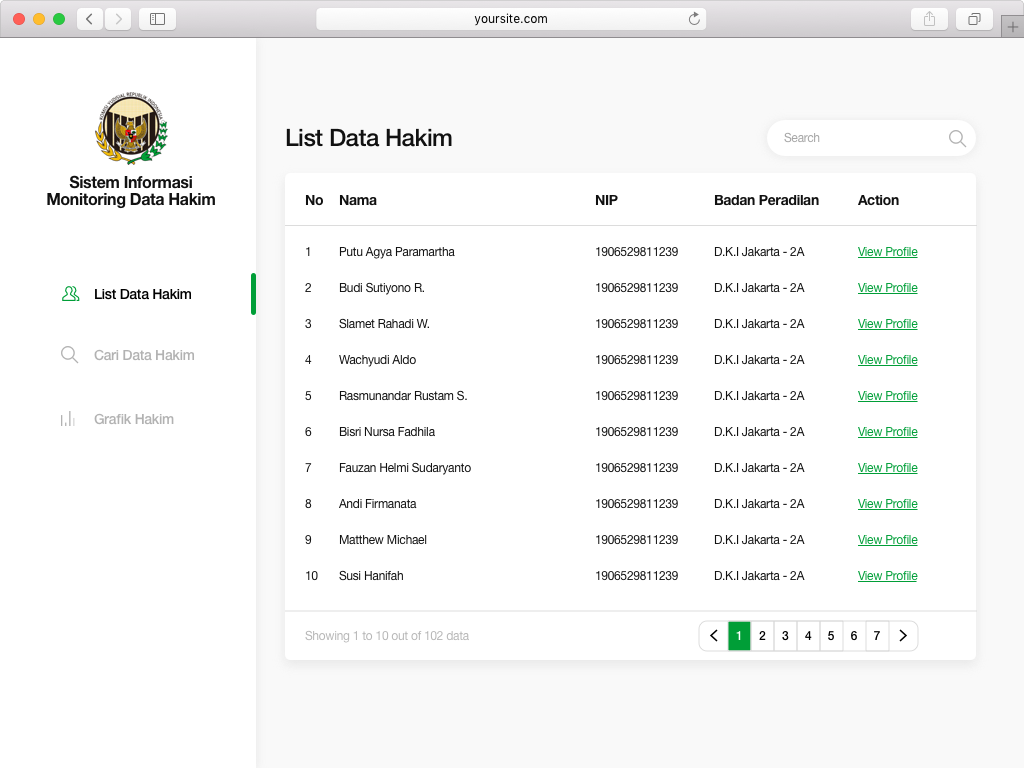 yoursite.com
KOMISI YUDISIAL REPUBLIK INDONESIA
Sistem Informasi
Monitoring Data Hakim
List Data Hakim
Cari Data Hakim
Grafik Hakim
List Data Hakim
Search
No Nama NIP Badan Peradilan Action
1 Putu Agya Paramartha 1906529811239 D.K.I Jakarta - 2A View Profile
2 Budi Sutiyono R. 1906529811239 D.K.I Jakarta - 2A View Profile
3 Slamet Rahadi W. 1906529811239 D.K.I Jakarta - 2A View Profile
4 Wachyudi Aldo 1906529811239 D.K.I Jakarta - 2A View Profile
5 Rasmunandar Rustam S. 1906529811239 D.K.I Jakarta - 2A View Profile
6 Bisri Nursa Fadhila 1906529811239 D.K.I Jakarta - 2A View Profile
7 Fauzan Helmi Sudaryanto 1906529811239 D.K.I Jakarta - 2A View Profile
8 Andi Firmanata 1906529811239 D.K.I Jakarta - 2A View Profile
9 Matthew Michael 1906529811239 D.K.I Jakarta - 2A View Profile
10 Susi Hanifah 1906529811239 D.K.I Jakarta - 2A View Profile
Showing 1 to 10 out of 102 data
1 2 3 4 5 6 7